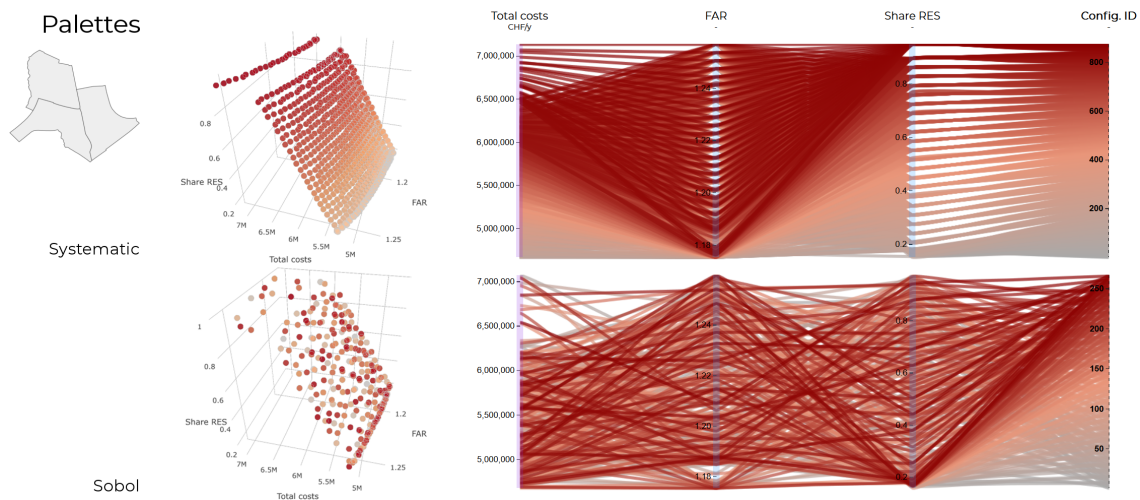 Palettes
Total costs
CHF/y
FAR
-
Share RES
-
Config. ID
-
7,000,000
6,500,000
6,000,000
5,500,000
5,000,000
1.24
1.22
1.20
1.18
0.8
0.6
0.4
0.2
800
600
400
200
0.8
0.6
Share RES
0.4
0.2
7M
6.5M
6M
5.5M
5M
Total costs
1.2
FAR
1.25
Systematic
7,000,000
6,500,000
6,000,000
5,500,000
5,000,000
1.24
1.22
1.20
1.18
0.8
0.6
0.4
0.2
250
200
150
100
50
1
0.8
0.6
Share RES
0.4
0.2
7M
6.5M
6M
5.5M
5M
Total costs
1.2
FAR
1.25
Sobol